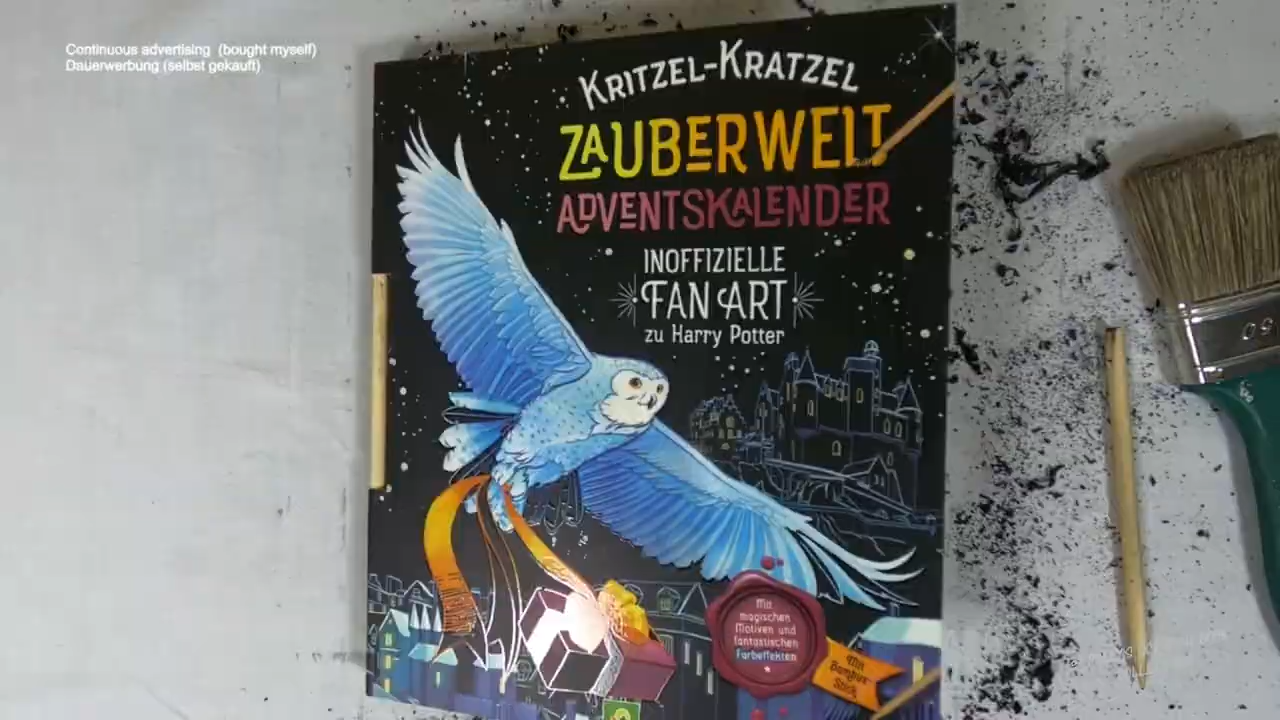 Continuous advertising (bought myself)
Dauerwerbung (selbst gekauft)
KRITZEL-KRATZEL
ZAUBERWELT
ADVENTSKALENDER
INOFFIZIELLE
FAN ART
zu Harry Potter
Mit
magischen
Motiven und
fantastischen
Farbeffekten
Mit
Bambus-
Stick
50